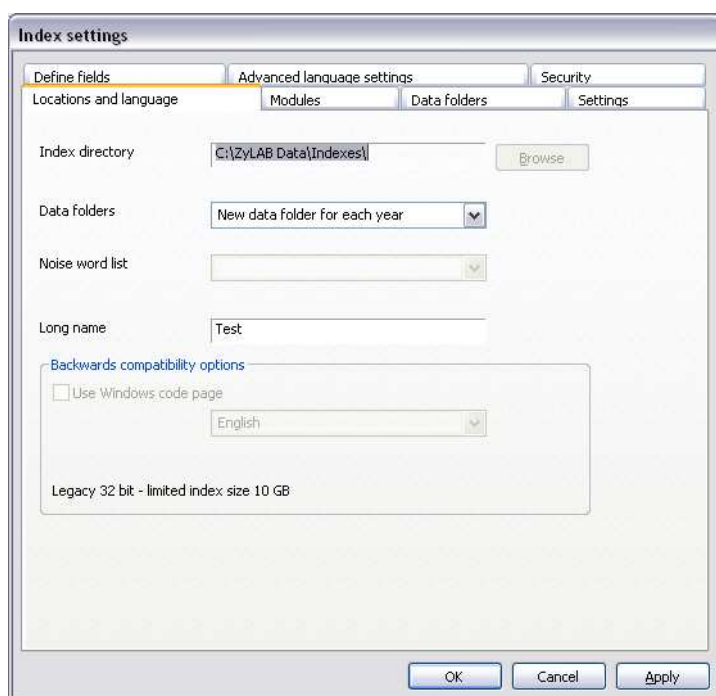 Index settings
Define fields Advanced language settings Security
Locations and language Modules Data folders Settings
Index directory C:\ZyLAB Data\Indexes\ Browse
Data folders New data folder for each year
Noise word list
Long name Test
Backwards compatibility options
Use Windows code page
English
Legacy 32 bit - limited index size 10 GB
OK Cancel Apply